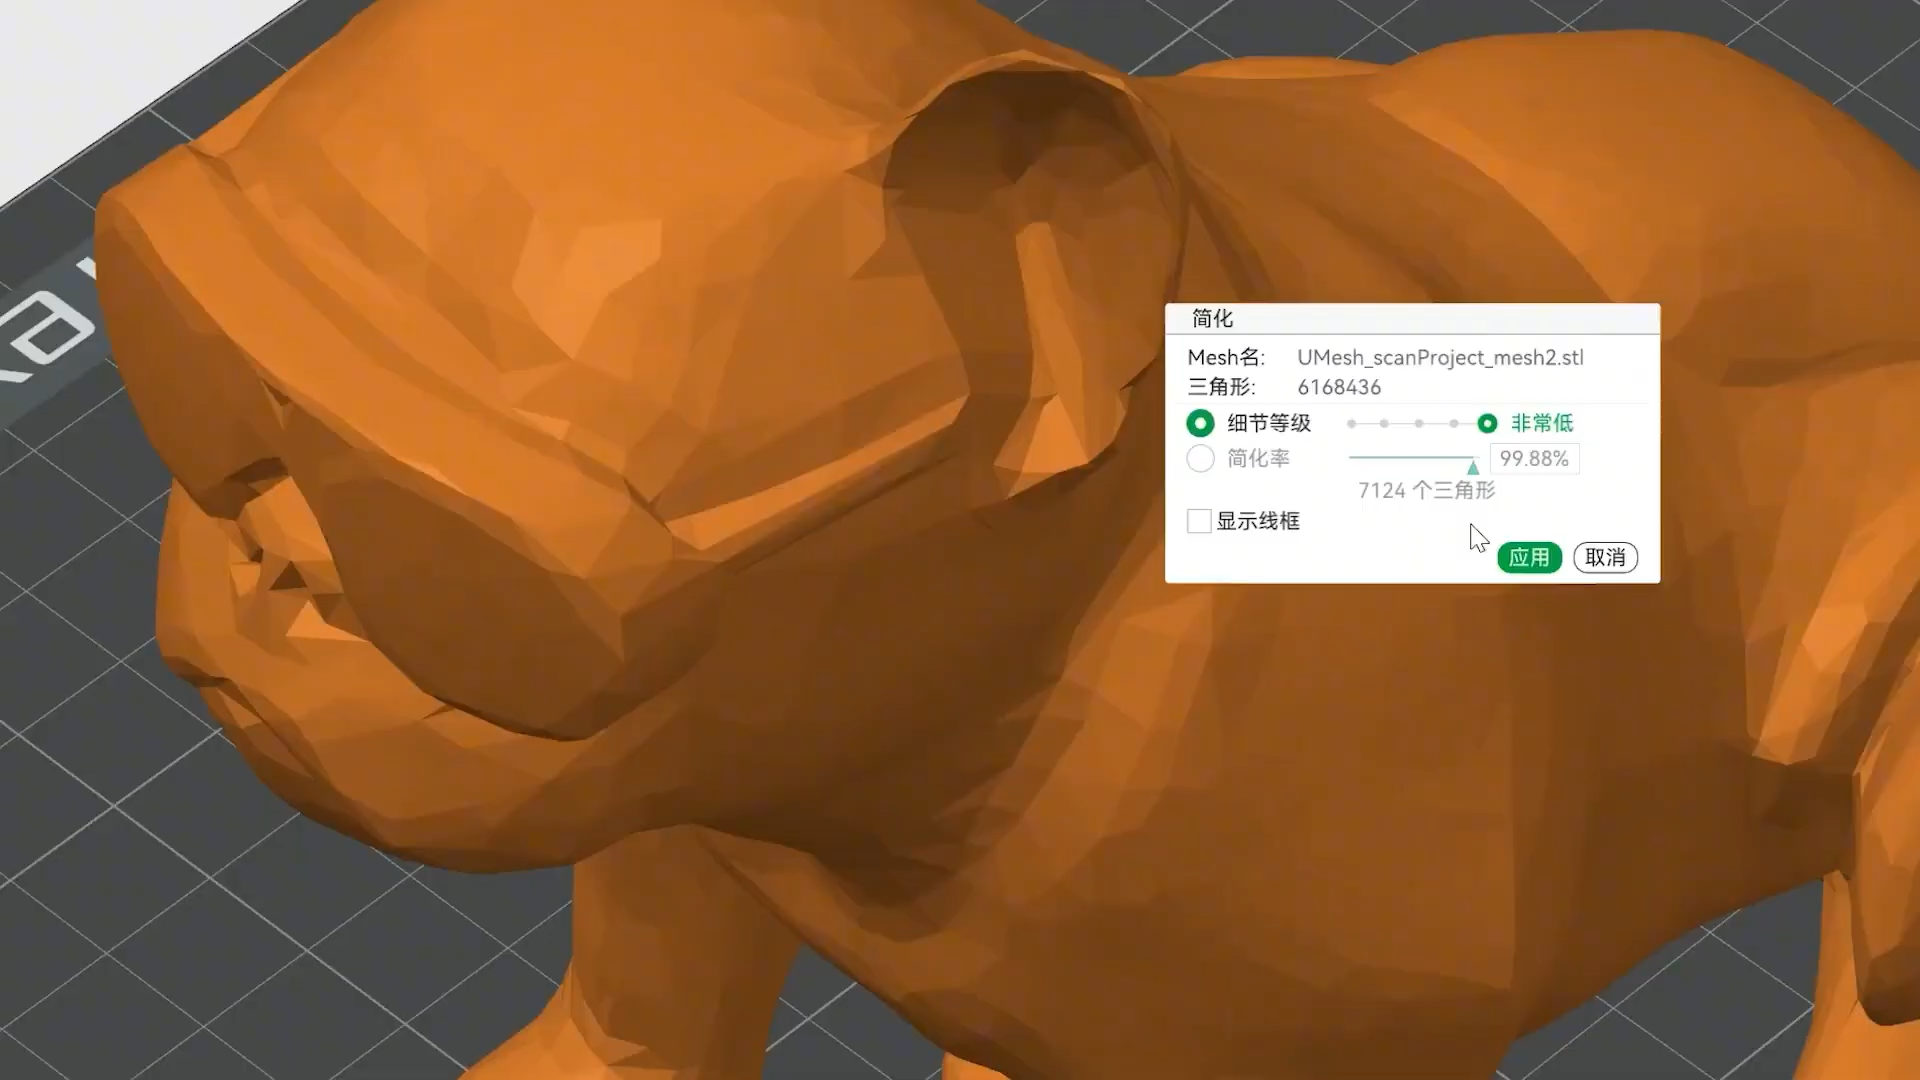 简化
Mesh名: UMesh_scanProject_mesh2.stl
三角形: 6168436
细节等级 非常低
简化率 99.88%
7124 个三角形
显示线框
应用 取消